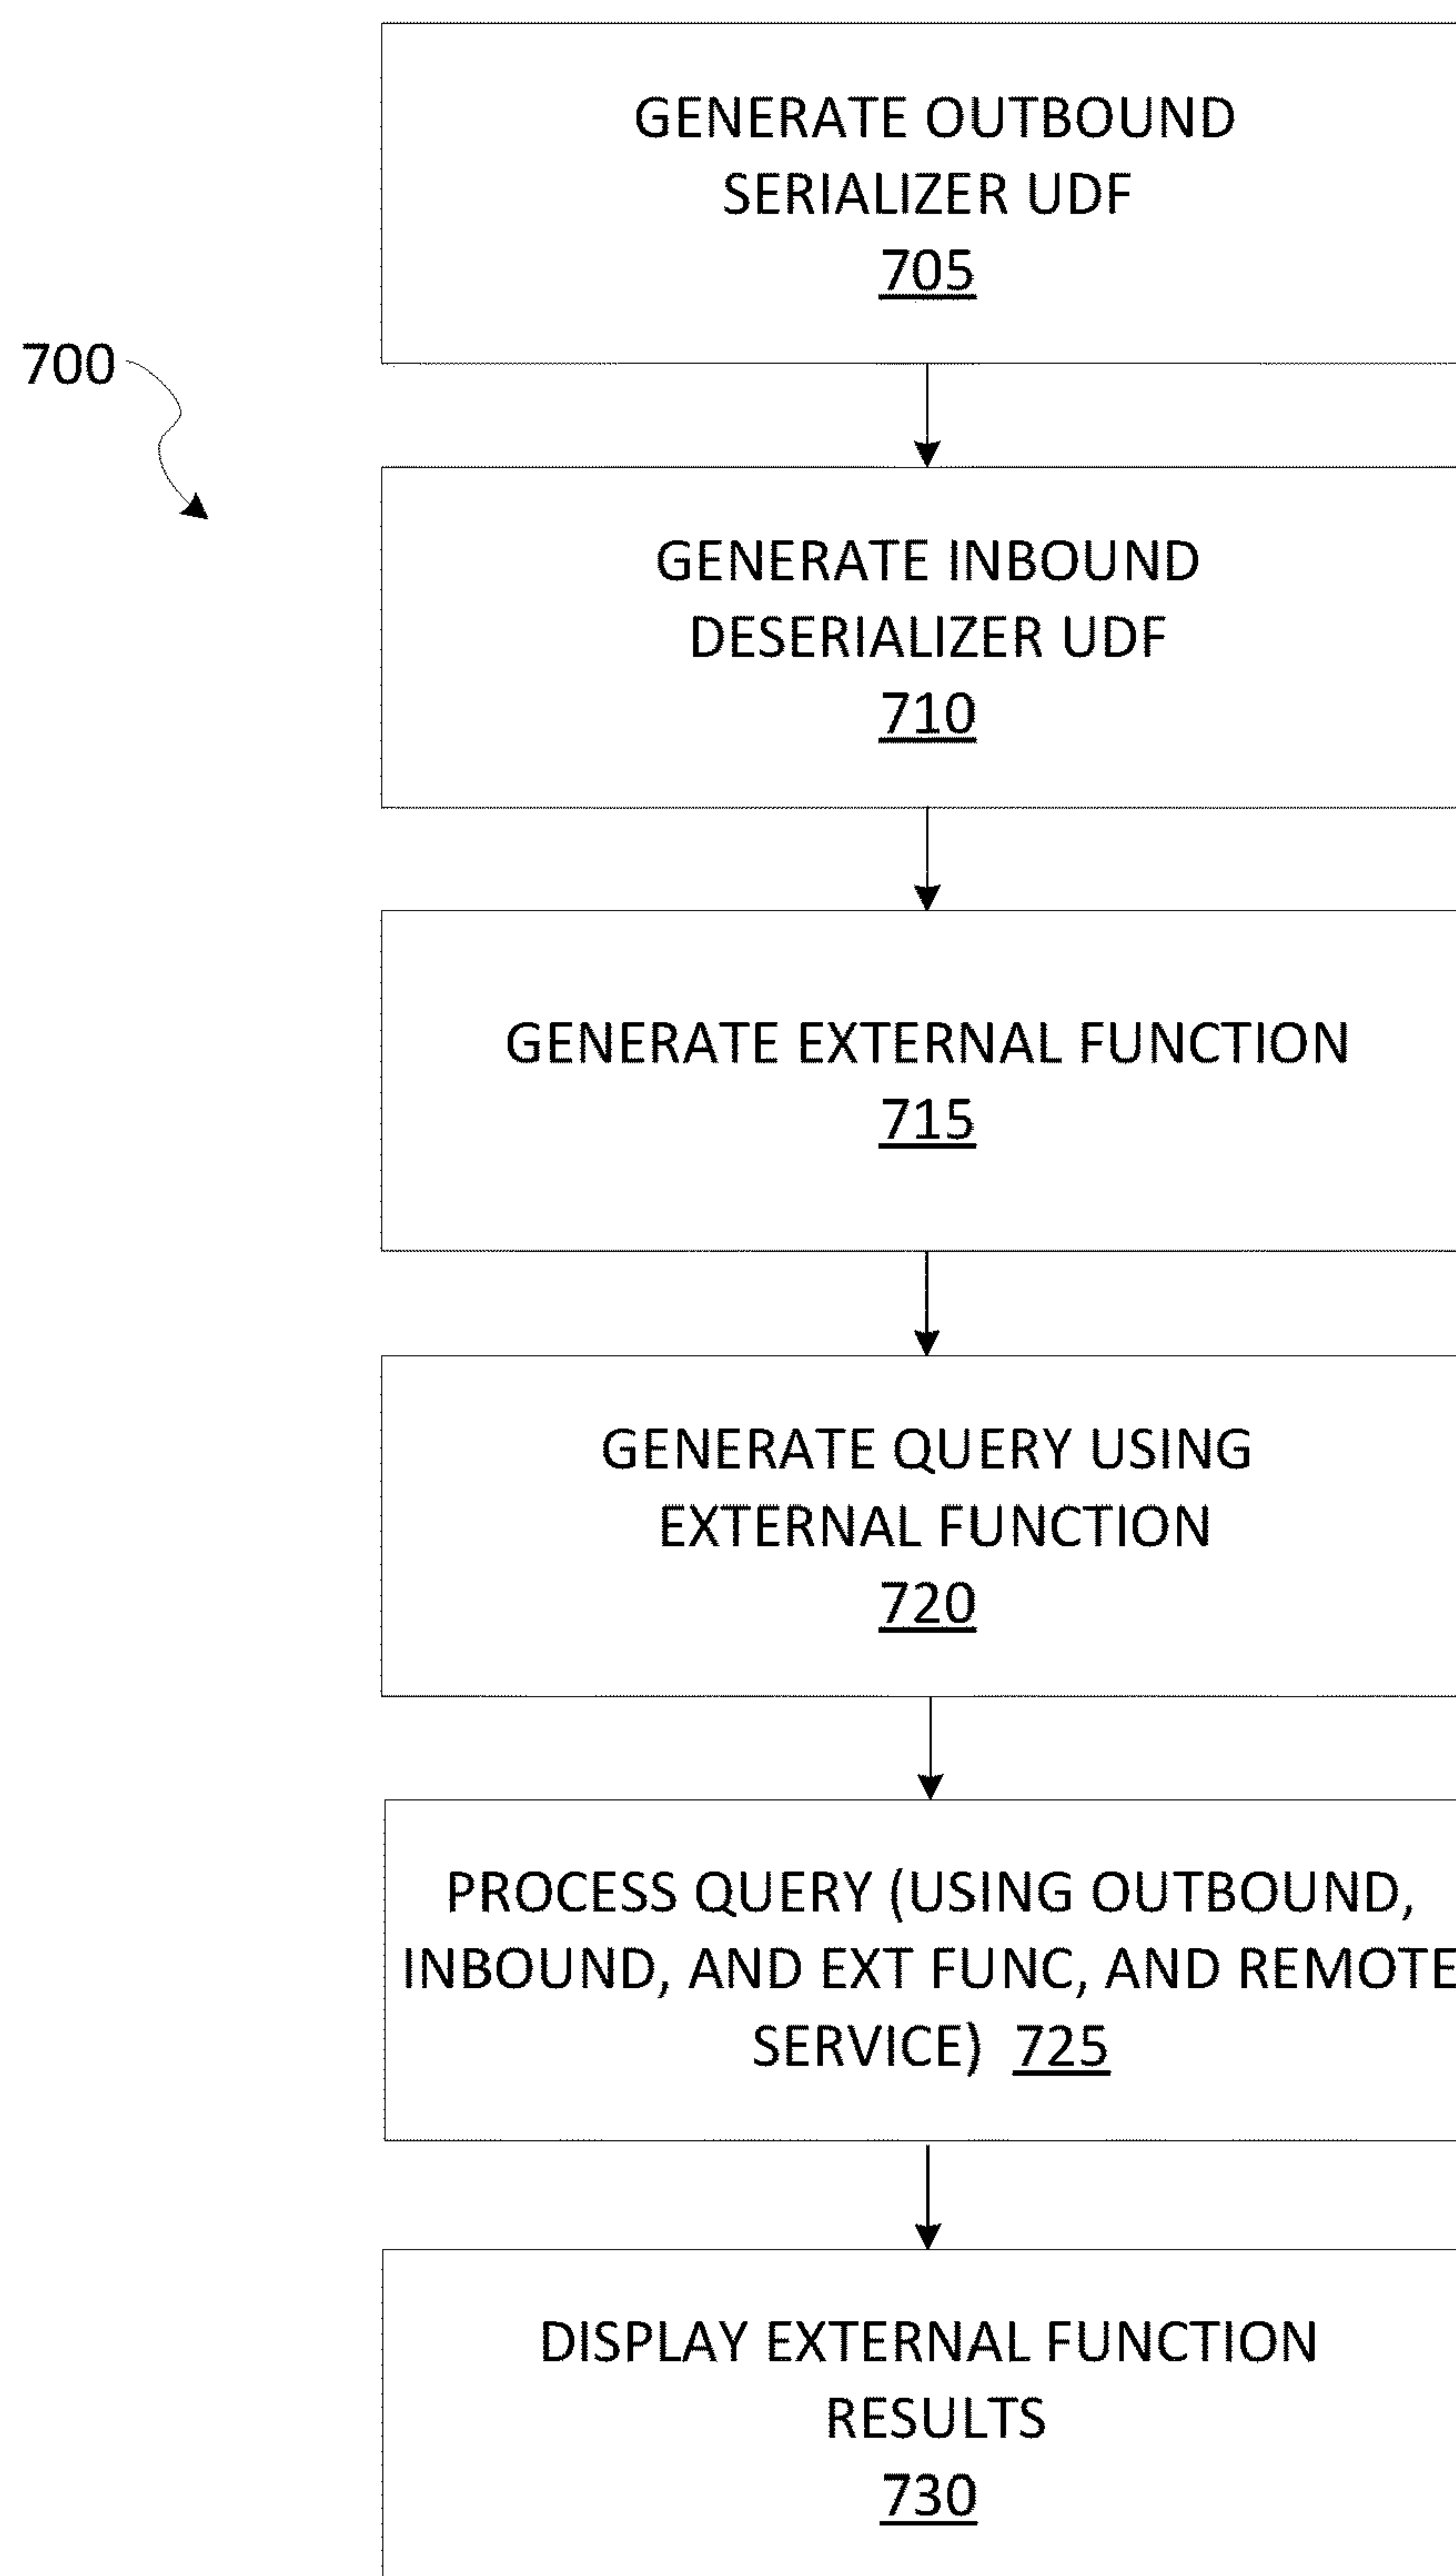 GENERATE OUTBOUND
SERIALIZER UDF
705
700
GENERATE INBOUND
DESERIALIZER UDF
710
GENERATE EXTERNAL FUNCTION
715
GENERATE QUERY USING
EXTERNAL FUNCTION
720
PROCESS QUERY (USING OUTBOUND,
INBOUND, AND EXT FUNC, AND REMOTE
SERVICE) 725
DISPLAY EXTERNAL FUNCTION
RESULTS
730